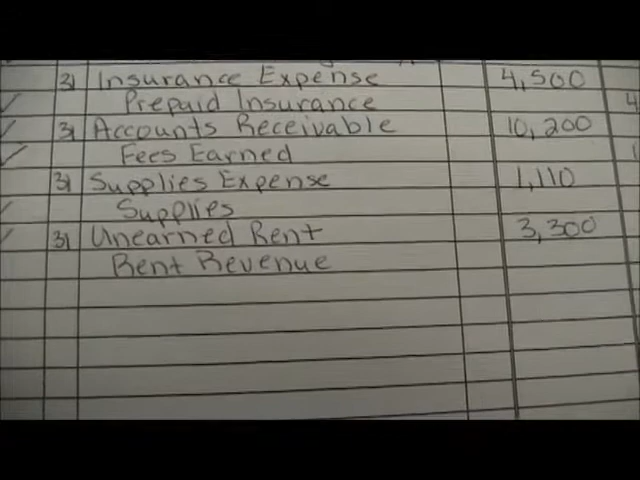 31 Insurance Expense 4,500
Prepaid Insurance 4
31 Accounts Receivable 10,200
Fees Earned
31 Supplies Expense 1,110
Supplies
31 Unearned Rent 3,300
Rent Revenue